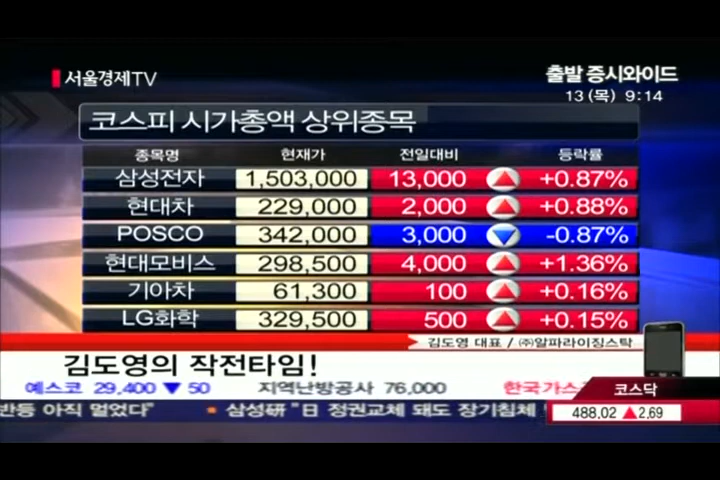 서울경제TV
출발 증시와이드
13(목) 9:14
코스피 시가총액 상위종목
종목명 현재가 전일대비 등락률
삼성전자 1,503,000 13,000 ▲ +0.87%
현대차 229,000 2,000 ▲ +0.88%
POSCO 342,000 3,000 ▼ -0.87%
현대모비스 298,500 4,000 ▲ +1.36%
기아차 61,300 100 ▲ +0.16%
LG화학 329,500 500 ▲ +0.15%
김도영 대표 / ㈜알파라이징스탁
김도영의 작전타임!
예스코 29,400 ▼ 50 지역난방공사 76,000 한국가스
코스닥
488.02 ▲2.69
반등 아직 멀었다" ▪ 삼성硏 "日 정권교체 돼도 장기침체